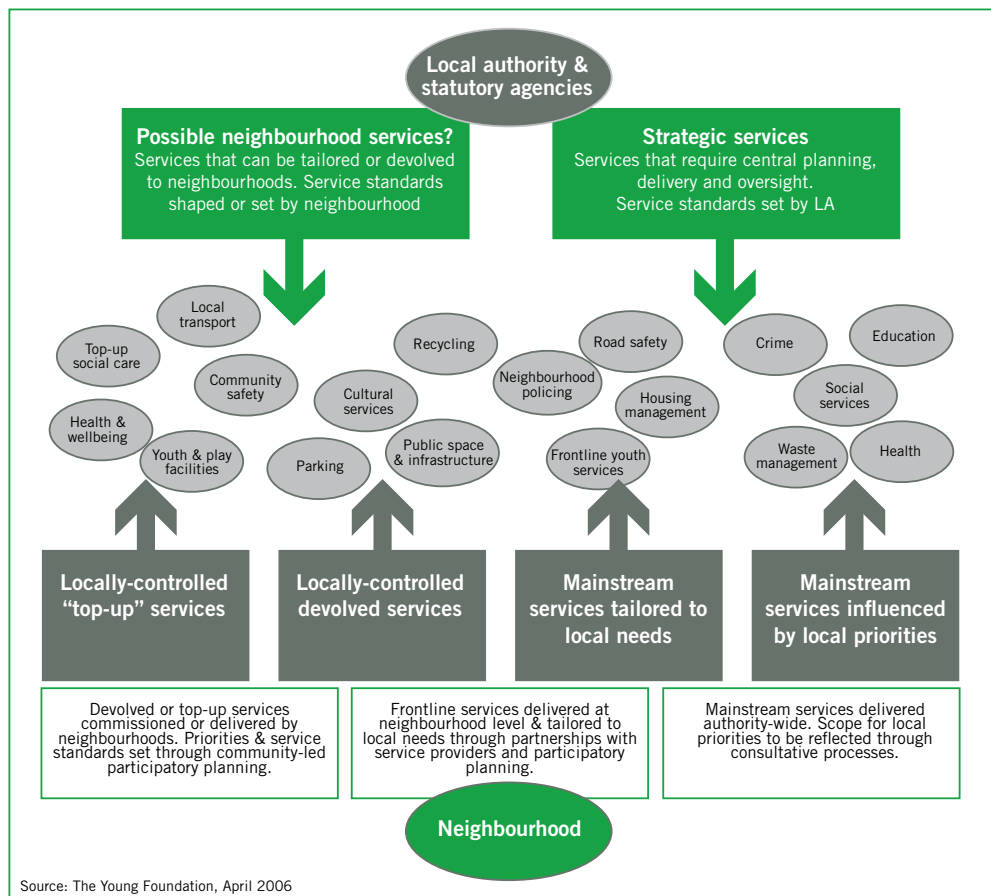 Local authority &
statutory agencies
Possible neighbourhood services?
Services that can be tailored or devolved
to neighbourhoods. Service standards
shaped or set by neighbourhood
Strategic services
Services that require central planning,
delivery and oversight.
Service standards set by LA
Local
transport
Top-up
social care
Community
safety
Health &
wellbeing
Youth & play
facilities
Recycling
Cultural
services
Parking
Public space
& infrastructure
Road safety
Neighbourhood
policing
Housing
management
Frontline youth
services
Crime
Education
Social
services
Waste
management
Health
Locally-controlled
“top-up” services
Locally-controlled
devolved services
Mainstream
services tailored to
local needs
Mainstream
services influenced
by local priorities
Devolved or top-up services
commissioned or delivered by
neighbourhoods. Priorities & service
standards set through community-led
participatory planning.
Frontline services delivered at
neighbourhood level & tailored to
local needs through partnerships with
service providers and participatory
planning.
Mainstream services delivered
authority-wide. Scope for local
priorities to be reflected through
consultative processes.
Neighbourhood
Source: The Young Foundation, April 2006